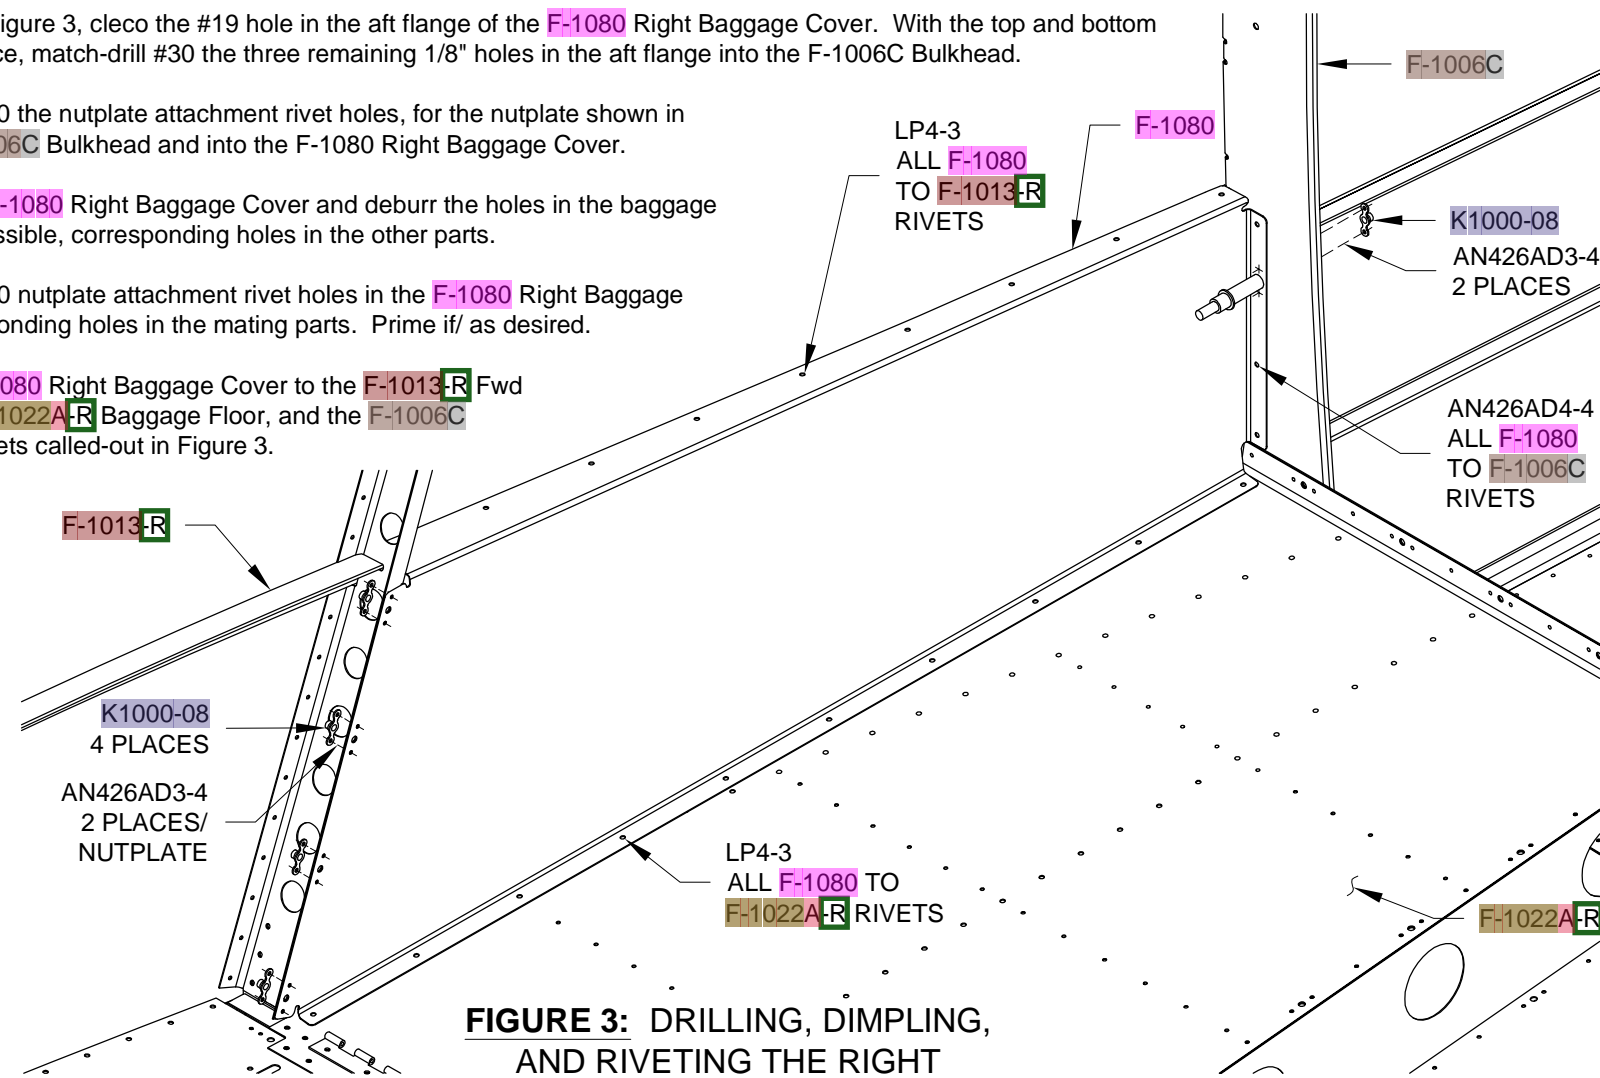 igure 3, cleco the #19 hole in the aft flange of the F-1080 Right Baggage Cover. With the top and bottom
ce, match-drill #30 the three remaining 1/8" holes in the aft flange into the F-1006C Bulkhead.
0 the nutplate attachment rivet holes, for the nutplate shown in
06C Bulkhead and into the F-1080 Right Baggage Cover.
-1080 Right Baggage Cover and deburr the holes in the baggage
ssible, corresponding holes in the other parts.
0 nutplate attachment rivet holes in the F-1080 Right Baggage
onding holes in the mating parts. Prime if/ as desired.
080 Right Baggage Cover to the F-1013-R Fwd
1022A-R Baggage Floor, and the F-1006C
ets called-out in Figure 3.
F-1006C
F-1080
LP4-3
ALL F-1080
TO F-1013-R
RIVETS
K1000-08
AN426AD3-4
2 PLACES
AN426AD4-4
ALL F-1080
TO F-1006C
RIVETS
F-1013-R
K1000-08
4 PLACES
AN426AD3-4
2 PLACES/
NUTPLATE
LP4-3
ALL F-1080 TO
F-1022A-R RIVETS
F-1022A-R
FIGURE 3: DRILLING, DIMPLING,
AND RIVETING THE RIGHT